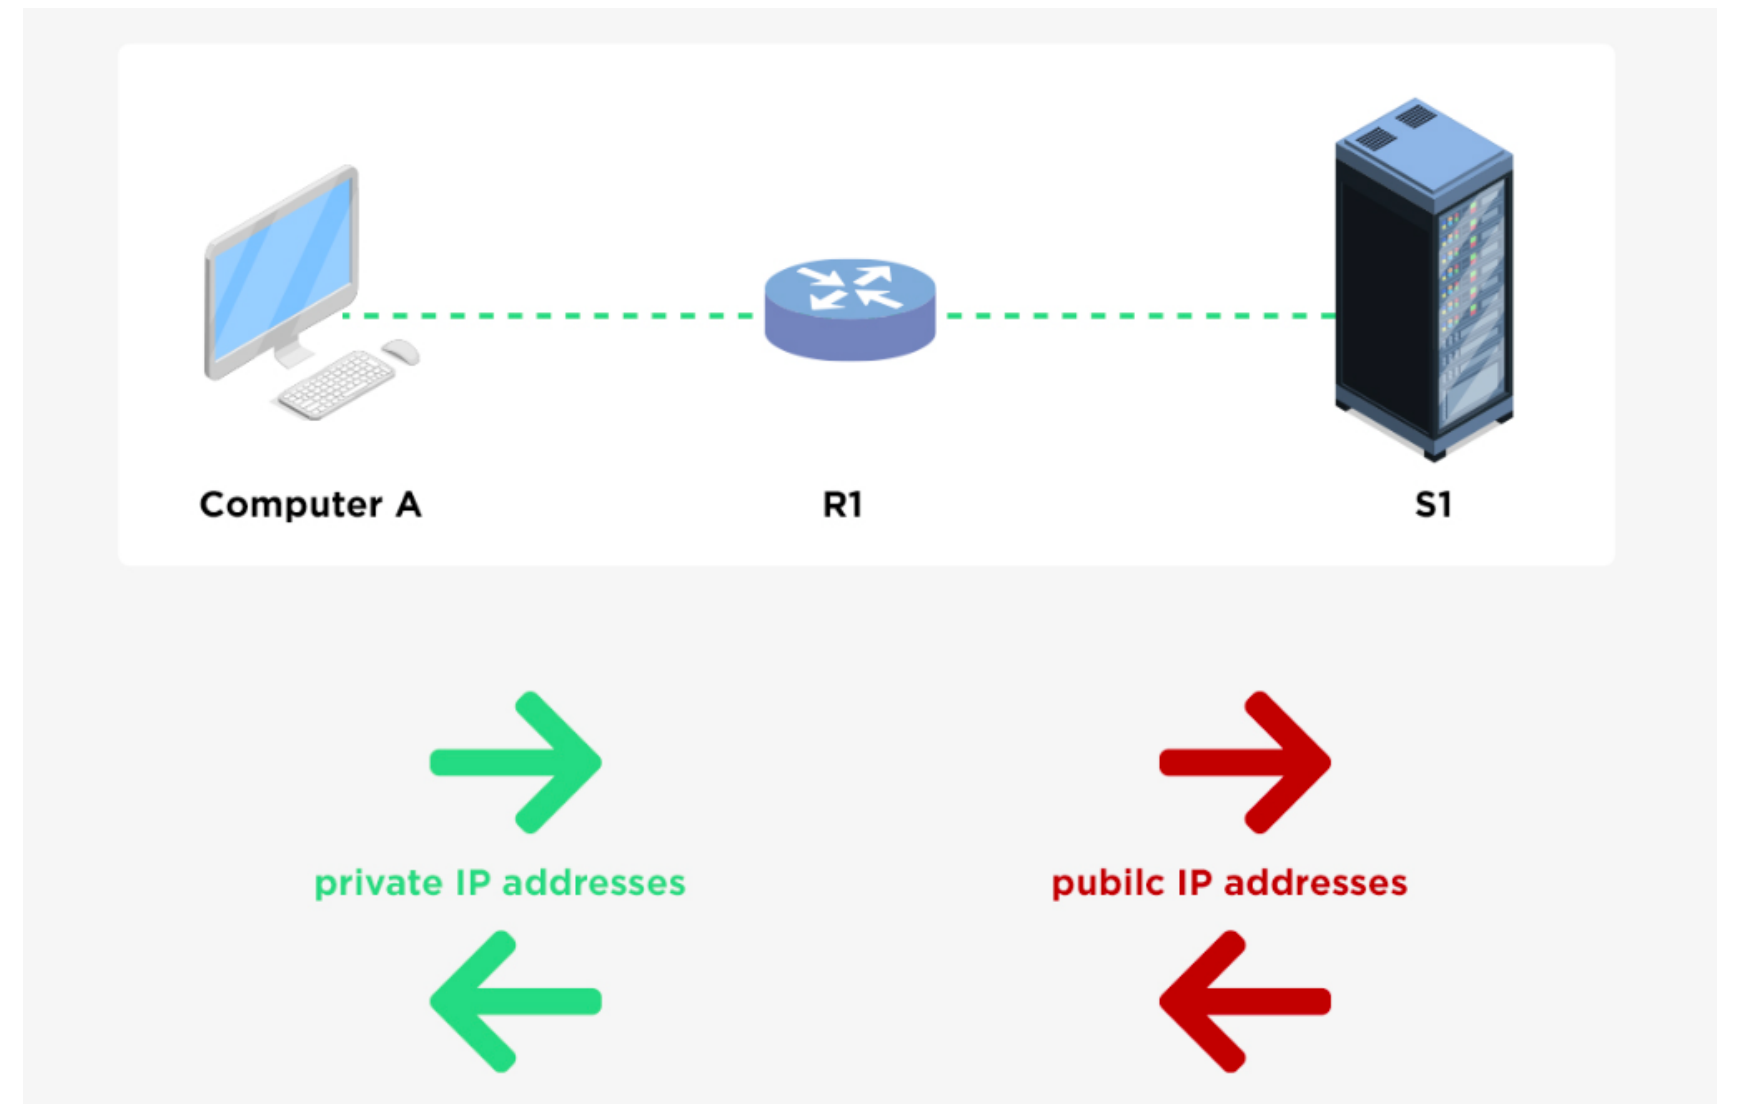 Computer A
R1
S1
private IP addresses
pubilc IP addresses